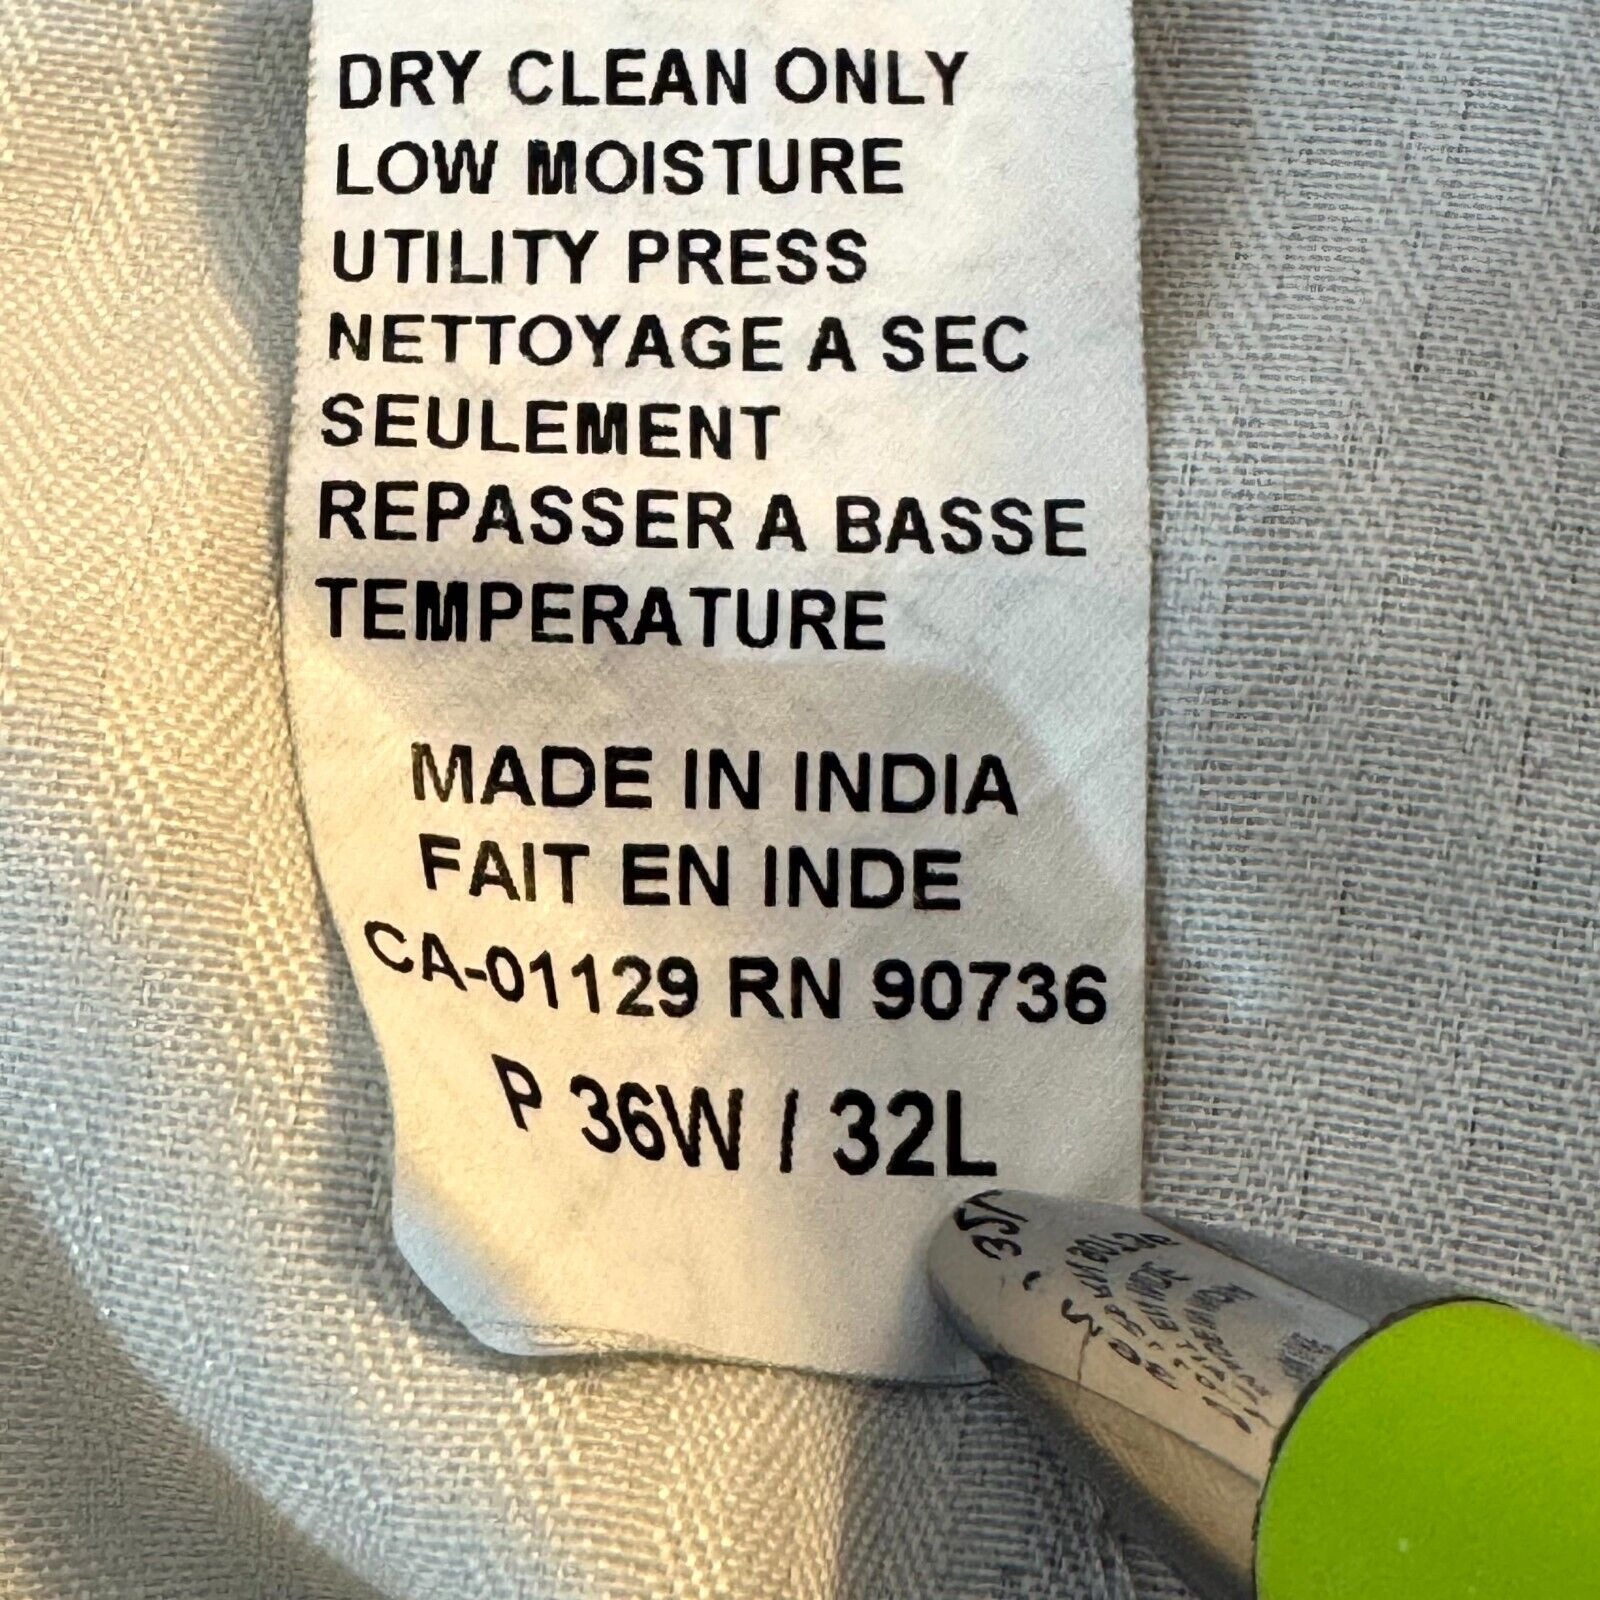 DRY CLEAN ONLY
LOW MOISTURE
UTILITY PRESS
NETTOYAGE A SEC
SEULEMENT
REPASSER A BASSE
TEMPERATURE
MADE IN INDIA
FAIT EN INDE
CA-01129 RN 90736
P 36W / 32L